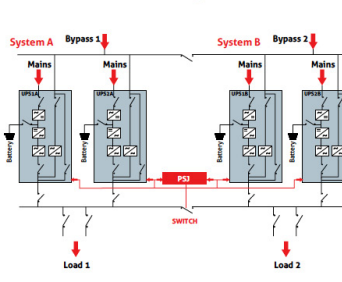 System A
Bypass 1
System B
Bypass 2
Mains
Mains
Mains
Mains
UPS1A
UPS2A
UPS1B
UPS2B
Battery
Battery
Battery
Battery
PSJ
SWITCH
Load 1
Load 2